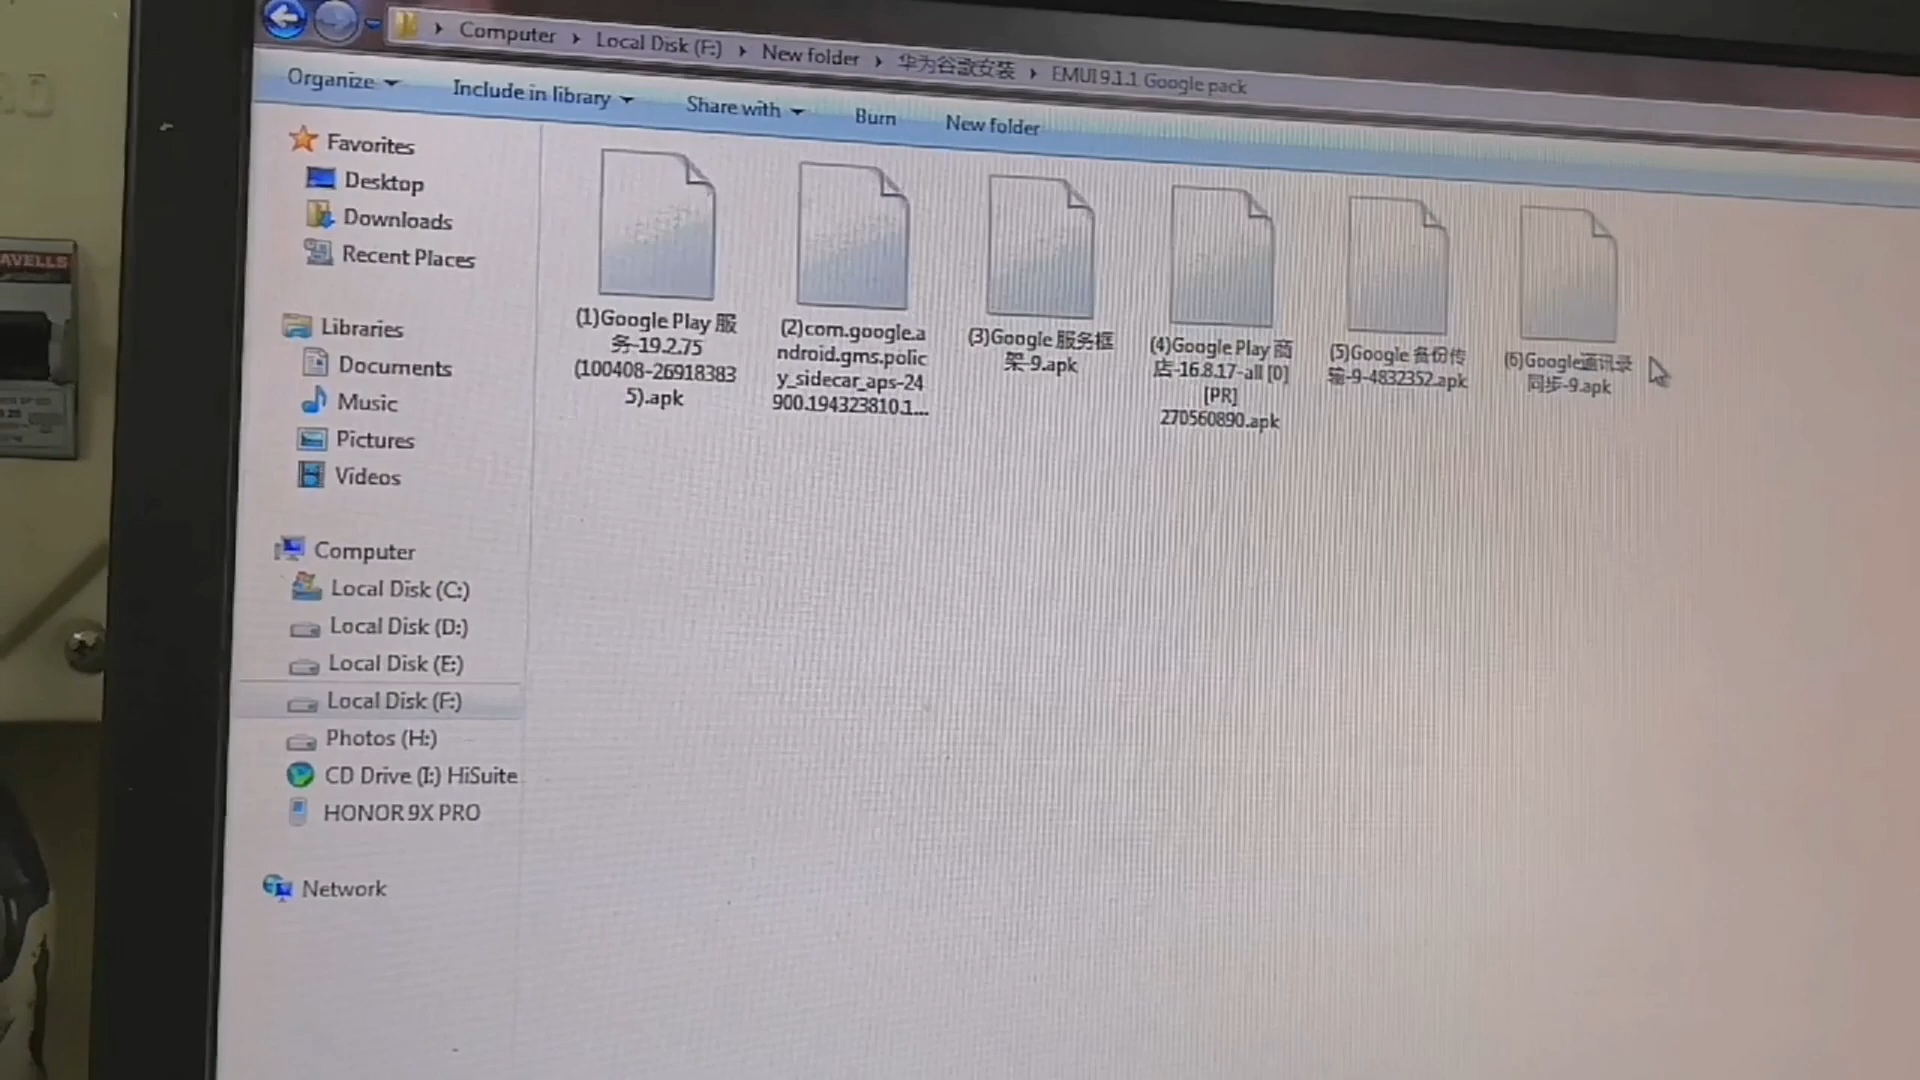 Computer ▸ Local Disk (F:) ▸ New folder ▸ 华为谷歌安装 ▸ EMUI 9.1.1 Google pack
Organize Include in library Share with Burn New folder
Favorites
Desktop
Downloads
Recent Places
Libraries
Documents
Music
Pictures
Videos
Computer
Local Disk (C:)
Local Disk (D:)
Local Disk (E:)
Local Disk (F:)
Photos (H:)
CD Drive (I:) HiSuite
HONOR 9X PRO
Network
(1)Google Play 服
务-19.2.75
(100408-26918383
5).apk
(2)com.google.a
ndroid.gms.polic
y_sidecar_aps-24
900.194323810.1...
(3)Google 服务框
架-9.apk
(4)Google Play 商
店-16.8.17-all [0]
[PR]
270560890.apk
(5)Google 备份传
输-9-4832352.apk
(6)Google通讯录
同步-9.apk
AVELLS